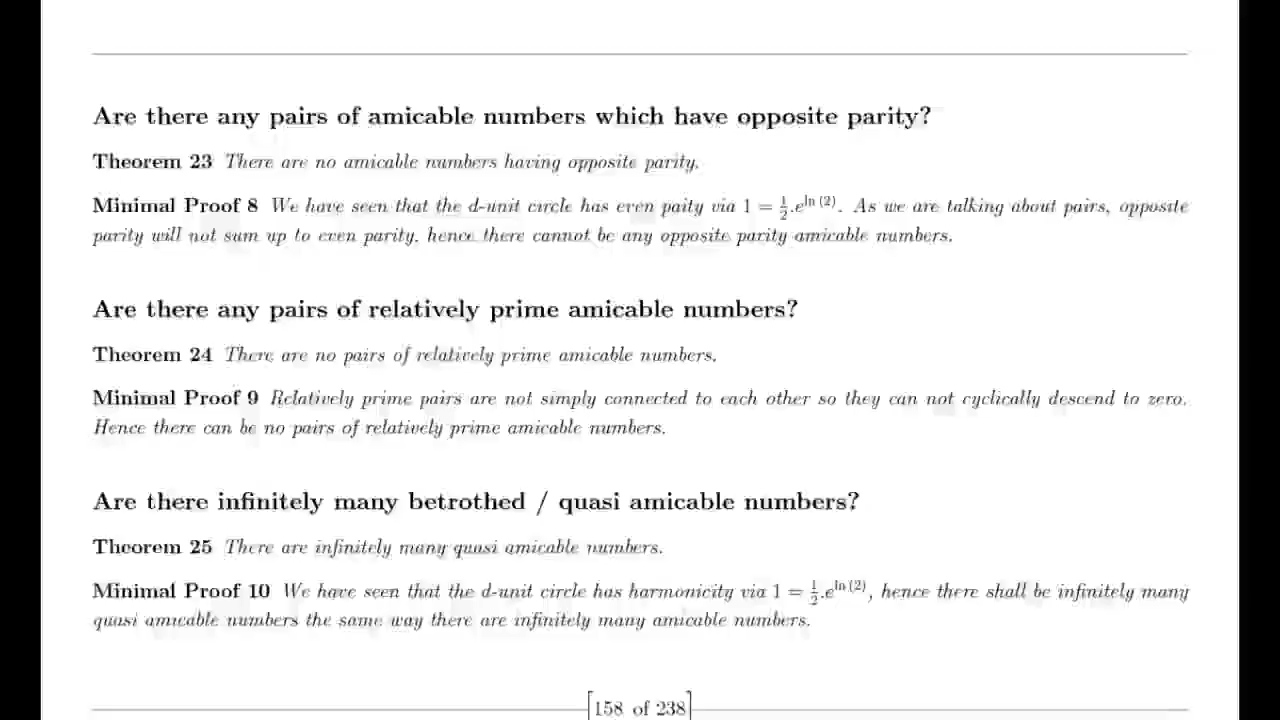 Are there any pairs of amicable numbers which have opposite parity?
Theorem 23 There are no amicable numbers having opposite parity.
Minimal Proof 8 We have seen that the d-unit circle has even paity via 1 = 1/2.e^ln (2). As we are talking about pairs, opposite
parity will not sum up to even parity. hence there cannot be any opposite parity amicable numbers.
Are there any pairs of relatively prime amicable numbers?
Theorem 24 There are no pairs of relatively prime amicable numbers.
Minimal Proof 9 Relatively prime pairs are not simply connected to each other so they can not cyclically descend to zero.
Hence there can be no pairs of relatively prime amicable numbers.
Are there infinitely many betrothed / quasi amicable numbers?
Theorem 25 There are infinitely many quasi amicable numbers.
Minimal Proof 10 We have seen that the d-unit circle has harmonicity via 1 = 1/2.e^ln (2), hence there shall be infinitely many
quasi amicable numbers the same way there are infinitely many amicable numbers.
[158 of 238]